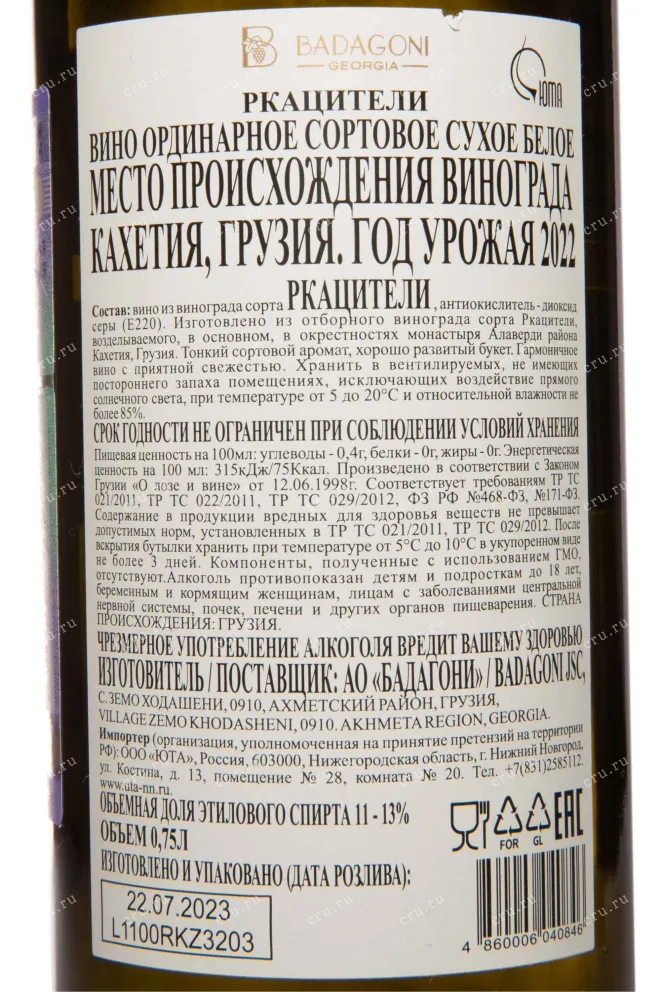 BADAGONI
GEORGIA
ЮТА
РКАЦИТЕЛИ
ВИНО ОРДИНАРНОЕ СОРТОВОЕ СУХОЕ БЕЛОЕ
МЕСТО ПРОИСХОЖДЕНИЯ ВИНОГРАДА
КАХЕТИЯ, ГРУЗИЯ. ГОД УРОЖАЯ 2022
Состав: вино из винограда сорта РКАЦИТЕЛИ, антиокислитель - диоксид
серы (Е220). Изготовлено из отборного винограда сорта Ркацители,
возделываемого, в основном, в окрестностях монастыря Алаверди района
Кахетия, Грузия. Тонкий сортовой аромат, хорошо развитый букет. Гармоничное
вино с приятной свежестью. Хранить в вентилируемых, не имеющих
постороннего запаха помещениях, исключающих воздействие прямого
солнечного света, при температуре от 5 до 20°С и относительной влажности не
более 85%.
СРОК ГОДНОСТИ НЕ ОГРАНИЧЕН ПРИ СОБЛЮДЕНИИ УСЛОВИЙ ХРАНЕНИЯ
Пищевая ценность на 100мл: углеводы - 0,4г, белки - 0г, жиры - 0г. Энергетическая
ценность на 100 мл: 315кДж/75Ккал. Произведено в соответствии с Законом
Грузии «О лозе и вине» от 12.06.1998г. Соответствует требованиям ТР ТС
021/2011, ТР ТС 022/2011, ТР ТС 029/2012, ФЗ РФ №468-ФЗ, №171-ФЗ.
Содержание в продукции вредных для здоровья веществ не превышает
допустимых норм, установленных в ТР ТС 021/2011, ТР ТС 029/2012. После
вскрытия бутылки хранить при температуре от 5°С до 10°С в укупоренном виде
не более 3 дней. Компоненты, полученные с использованием ГМО,
отсутствуют.Алкоголь противопоказан детям и подросткам до 18 лет,
беременным и кормящим женщинам, лицам с заболеваниями центральной
нервной системы, почек, печени и других органов пищеварения. СТРАНА
ПРОИСХОЖДЕНИЯ: ГРУЗИЯ.
ЧРЕЗМЕРНОЕ УПОТРЕБЛЕНИЕ АЛКОГОЛЯ ВРЕДИТ ВАШЕМУ ЗДОРОВЬЮ
ИЗГОТОВИТЕЛЬ / ПОСТАВЩИК: АО «БАДАГОНИ» / BADAGONI JSC,
С. ЗЕМО ХОДАШЕНИ, 0910, АХМЕТСКИЙ РАЙОН, ГРУЗИЯ,
VILLAGE ZEMO KHODASHENI, 0910. AKHMETA REGION, GEORGIA.
Импортер (организация, уполномоченная на принятие претензий на территории
РФ): ООО «ЮТА», Россия, 603000, Нижегородская область, г. Нижний Новгород,
ул. Костина, д. 13, помещение № 28, комната № 20. Тел. +7(831)2585112.
www.uta-nn.ru.
ОБЪЕМНАЯ ДОЛЯ ЭТИЛОВОГО СПИРТА 11 - 13%
ОБЪЕМ 0,75Л
ИЗГОТОВЛЕНО И УПАКОВАНО (ДАТА РОЗЛИВА):
FOR GL
EAC
22.07.2023
L1100RKZ3203
4 860006 040846
cru.ru